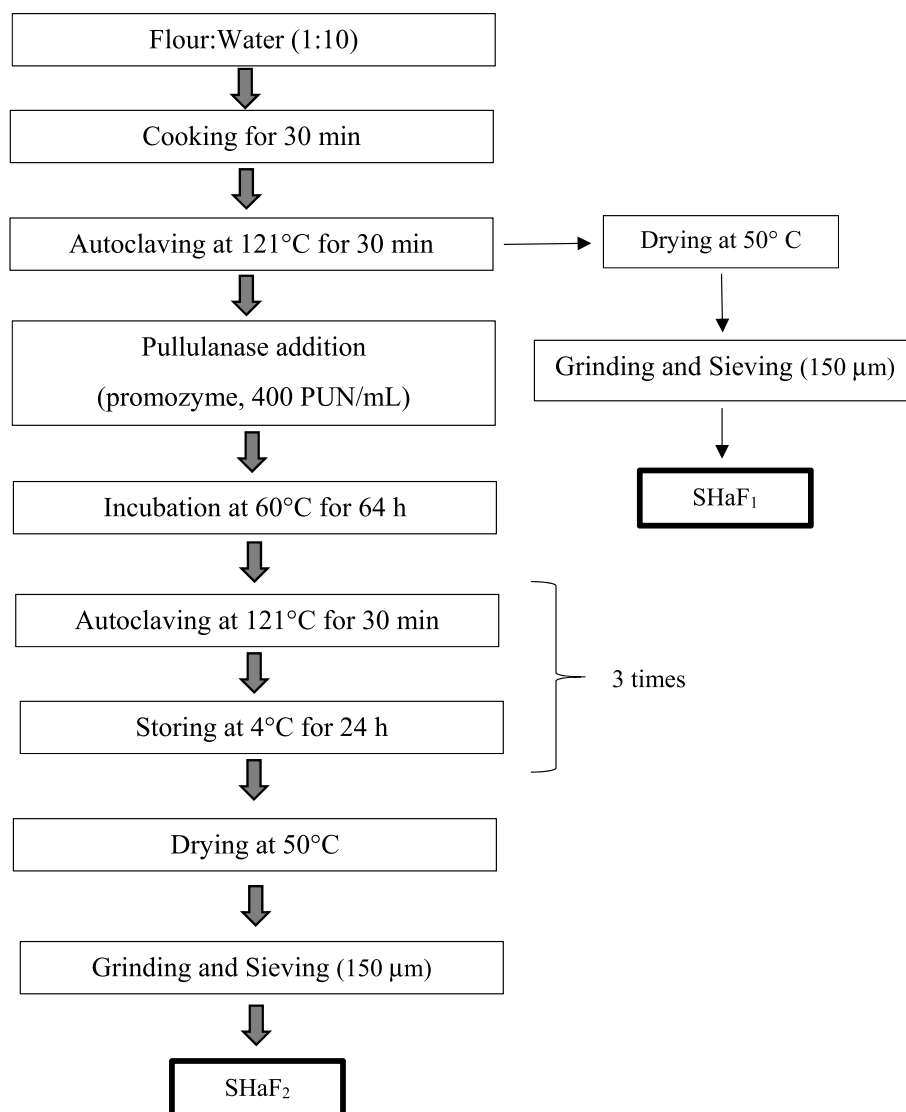 Flour:Water (1:10)
Cooking for 30 min
Autoclaving at 121°C for 30 min
Drying at 50° C
Pullulanase addition
(promozyme, 400 PUN/mL)
Grinding and Sieving (150 µm)
SHaF₁
Incubation at 60°C for 64 h
Autoclaving at 121°C for 30 min
3 times
Storing at 4°C for 24 h
Drying at 50°C
Grinding and Sieving (150 µm)
SHaF₂